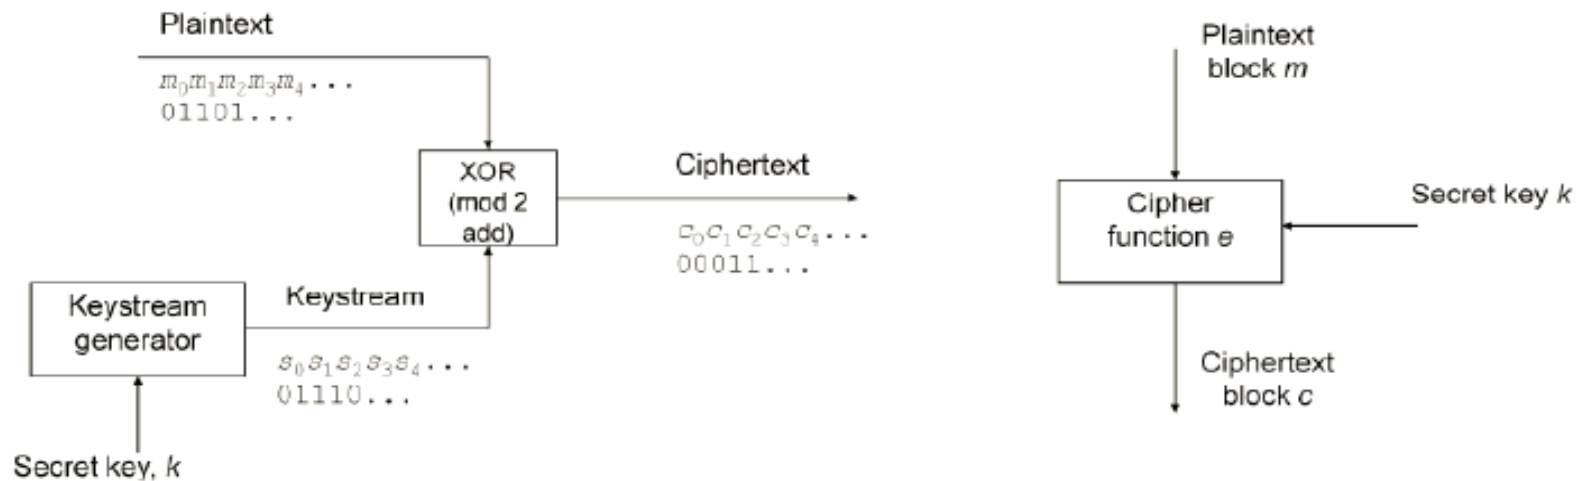 Plaintext
m₀m₁m₂m₃m₄...
01101...
XOR
(mod 2
add)
Ciphertext
c₀c₁c₂c₃c₄...
00011...
Keystream
generator
Keystream
s₀s₁s₂s₃s₄...
01110...
Secret key, k
Plaintext
block m
Cipher
function e
Secret key k
Ciphertext
block c